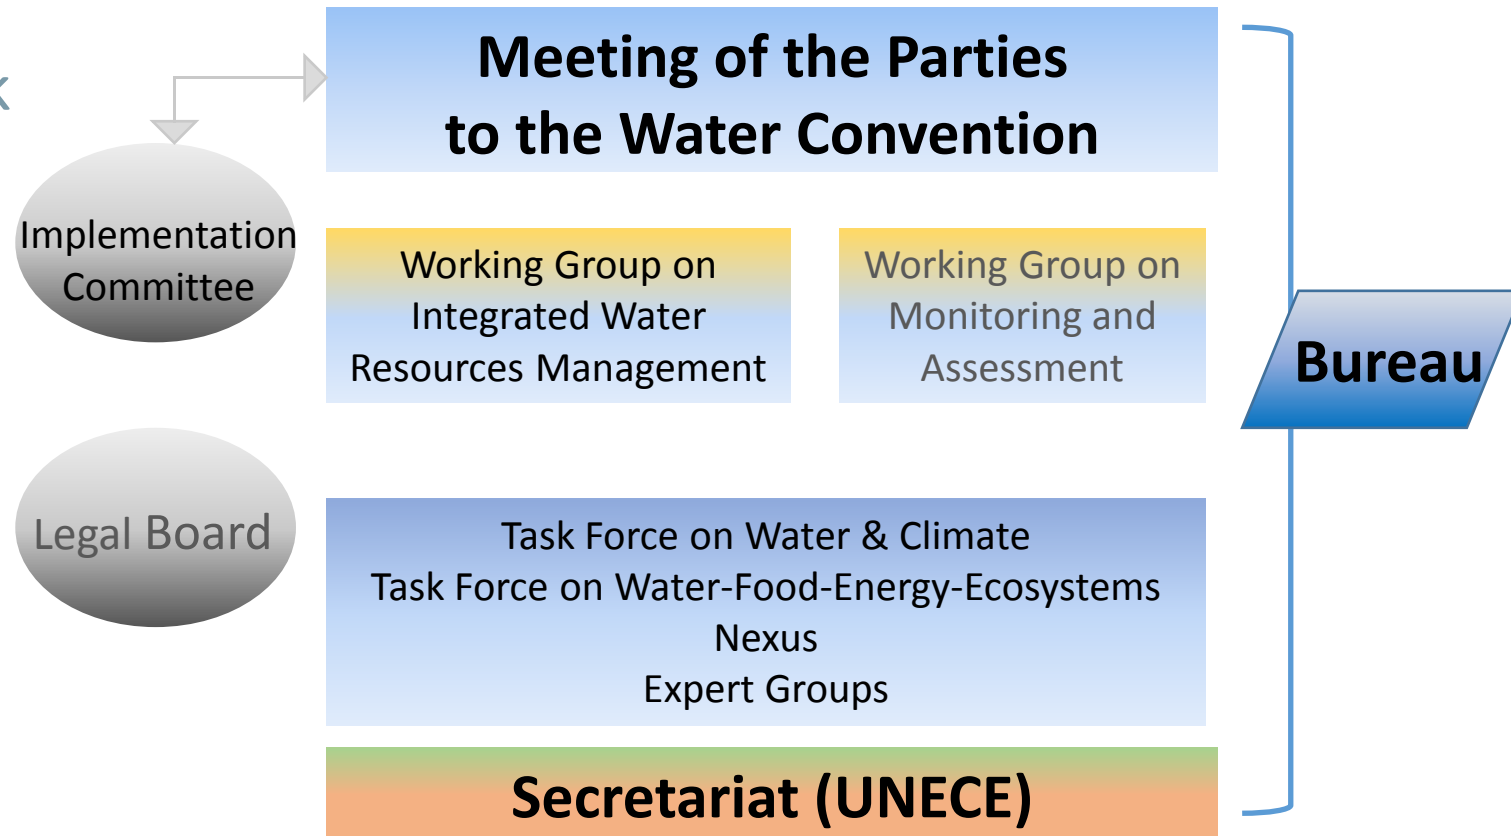 Meeting of the Parties
to the Water Convention
Implementation
Committee
Working Group on
Integrated Water
Resources Management
Working Group on
Monitoring and
Assessment
Bureau
Legal Board
Task Force on Water & Climate
Task Force on Water-Food-Energy-Ecosystems
Nexus
Expert Groups
Secretariat (UNECE)